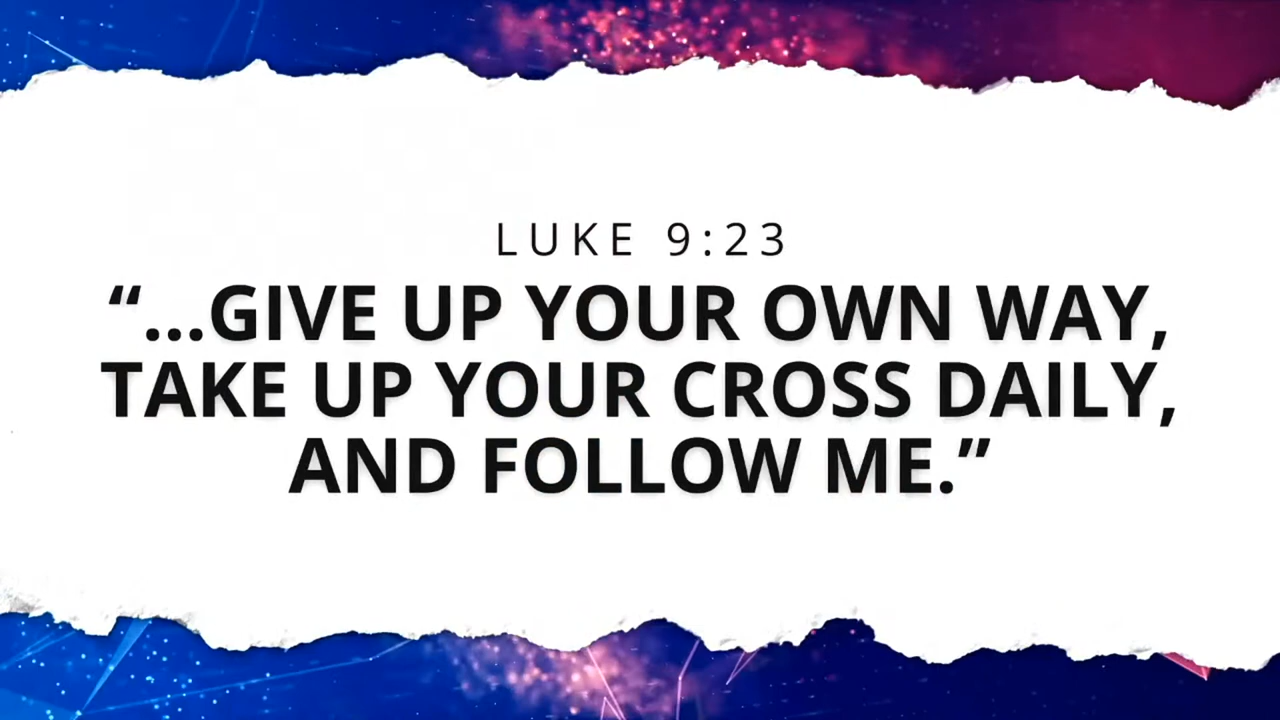 LUKE 9:23
“...GIVE UP YOUR OWN WAY,
TAKE UP YOUR CROSS DAILY,
AND FOLLOW ME.”